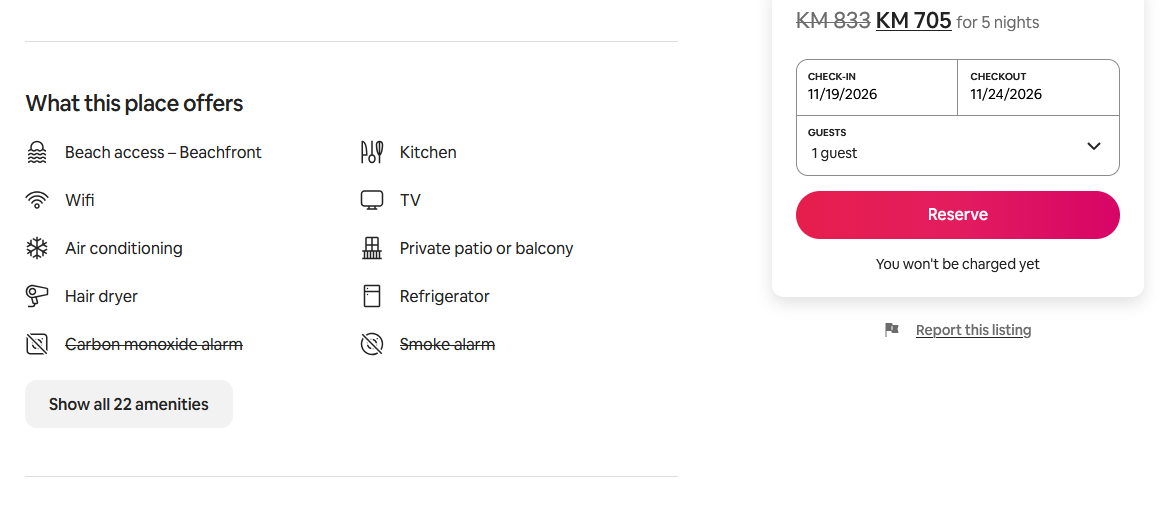 KM 833 KM 705 for 5 nights
CHECK-IN
11/19/2026
CHECKOUT
11/24/2026
GUESTS
1 guest
Reserve
You won't be charged yet
Report this listing
What this place offers
Beach access – Beachfront
Kitchen
Wifi
TV
Air conditioning
Private patio or balcony
Hair dryer
Refrigerator
Carbon monoxide alarm
Smoke alarm
Show all 22 amenities